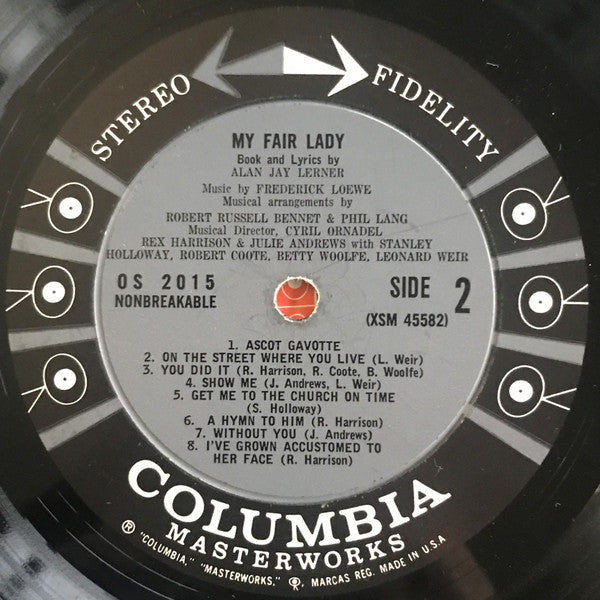 STEREO FIDELITY
MY FAIR LADY
Book and Lyrics by
ALAN JAY LERNER
Music by FREDERICK LOEWE
Musical arrangements by
ROBERT RUSSELL BENNET & PHIL LANG
Musical Director, CYRIL ORNADEL
REX HARRISON & JULIE ANDREWS with STANLEY
HOLLOWAY, ROBERT COOTE, BETTY WOOLFE, LEONARD WEIR
OS 2015
NONBREAKABLE
SIDE 2
(XSM 45582)
1. ASCOT GAVOTTE
2. ON THE STREET WHERE YOU LIVE (L. Weir)
3. YOU DID IT (R. Harrison, R. Coote, B. Woolfe)
4. SHOW ME (J. Andrews, L. Weir)
5. GET ME TO THE CHURCH ON TIME
(S. Holloway)
6. A HYMN TO HIM (R. Harrison)
7. WITHOUT YOU (J. Andrews)
8. I'VE GROWN ACCUSTOMED TO
HER FACE (R. Harrison)
COLUMBIA
MASTERWORKS
® "COLUMBIA," "MASTERWORKS," MARCAS REG. MADE IN U.S.A